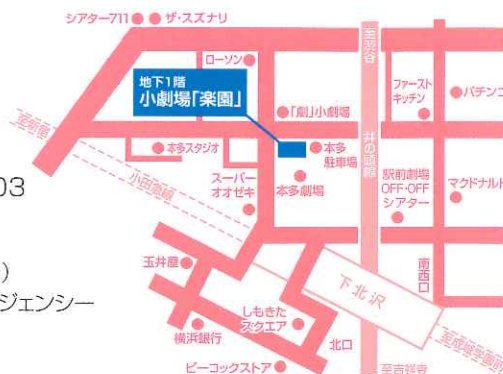 シアター711
ザ・スズナリ
至渋谷
ローソン
地下1階
小劇場「楽園」
ファースト
キッチン
パチンコ
「劇」小劇場
至新宿
井の頭線
本多スタジオ
本多
駐車場
小田急線
スーパー
オオゼキ
本多劇場
駅前劇場
OFF・OFF
シアター
マクドナルド
03
)
ジェンシー
玉井屋
下北沢
南西口
しもきた
スクエア
横浜銀行
北口
ピーコックストア
至吉祥寺
至成城学園前